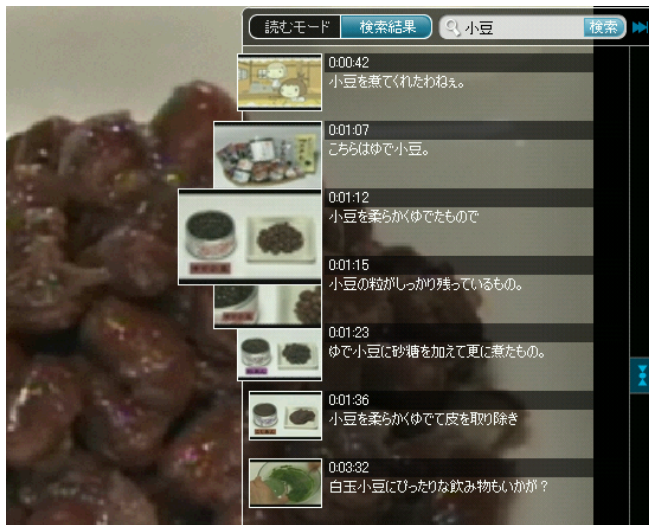 読むモード 検索結果 小豆 検索
0:00:42
小豆を煮てくれたわねぇ。
0:01:07
こちらはゆで小豆。
0:01:12
小豆を柔らかくゆでたもので
0:01:15
小豆の粒がしっかり残っているもの。
0:01:23
ゆで小豆に砂糖を加えて更に煮たもの。
0:01:36
小豆を柔らかくゆでて皮を取り除き
0:03:32
白玉小豆にぴったりな飲み物もいかが？